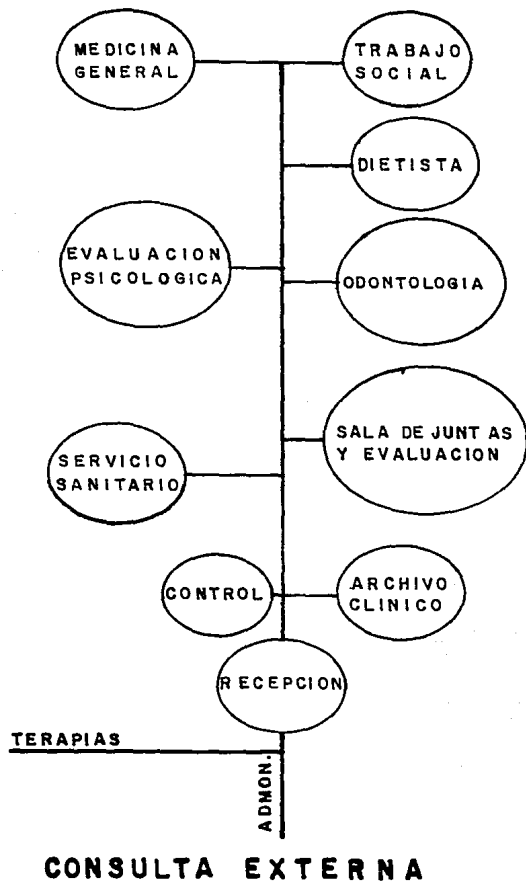 MEDICINA
GENERAL
TRABAJO
SOCIAL
DIETISTA
EVALUACION
PSICOLOGICA
ODONTOLOGIA
SALA DE JUNTAS
Y EVALUACION
SERVICIO
SANITARIO
CONTROL
ARCHIVO
CLINICO
RECEPCION
TERAPIAS
ADMON.
CONSULTA EXTERNA